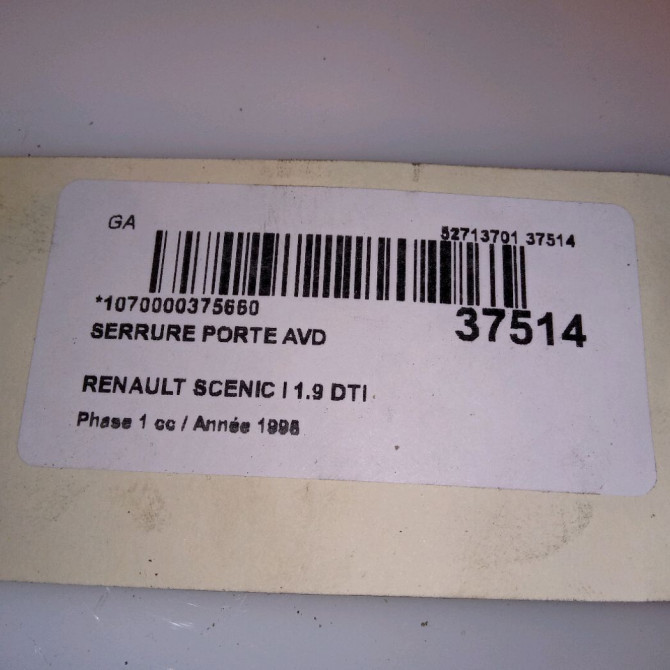 GA
52713701 37514
*1070000375660
37514
SERRURE PORTE AVD
RENAULT SCENIC I 1.9 DTI
Phase 1 cc / Année 1998